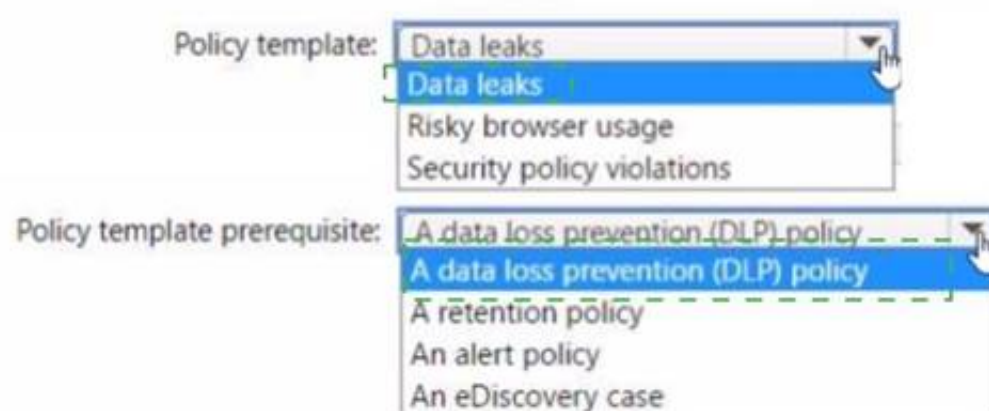 Policy template: Data leaks
Data leaks
Risky browser usage
Security policy violations
Policy template prerequisite: A data loss prevention (DLP) policy
A data loss prevention (DLP) policy
A retention policy
An alert policy
An eDiscovery case